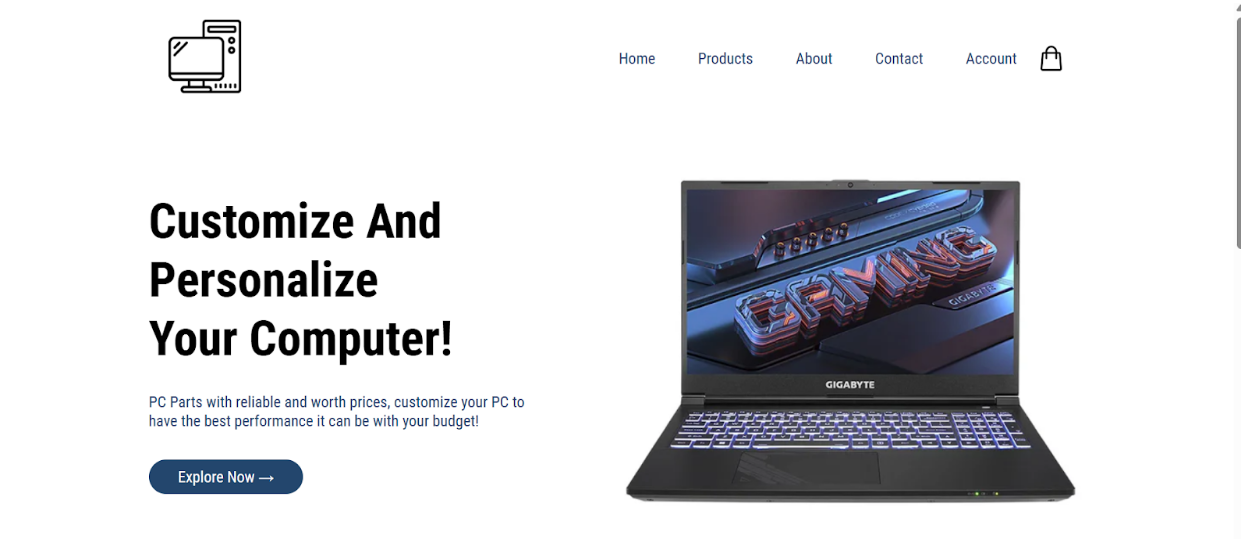 Home Products About Contact Account
Customize And
Personalize
Your Computer!
PC Parts with reliable and worth prices, customize your PC to
have the best performance it can be with your budget!
Explore Now →
GAMING
GIGABYTE
GIGABYTE